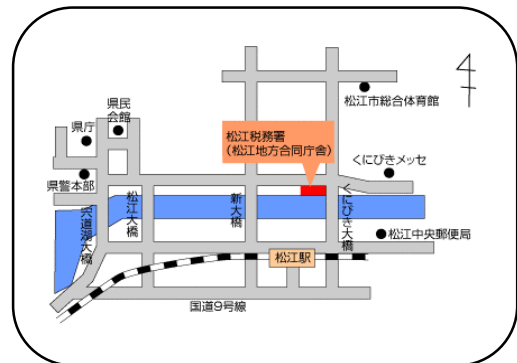 県民
会館
県庁
県警本部
松江市総合体育館
松江税務署
(松江地方合同庁舎)
くにびきメッセ
宍道湖大橋
松江大橋
新大橋
くにびき大橋
松江中央郵便局
松江駅
国道9号線